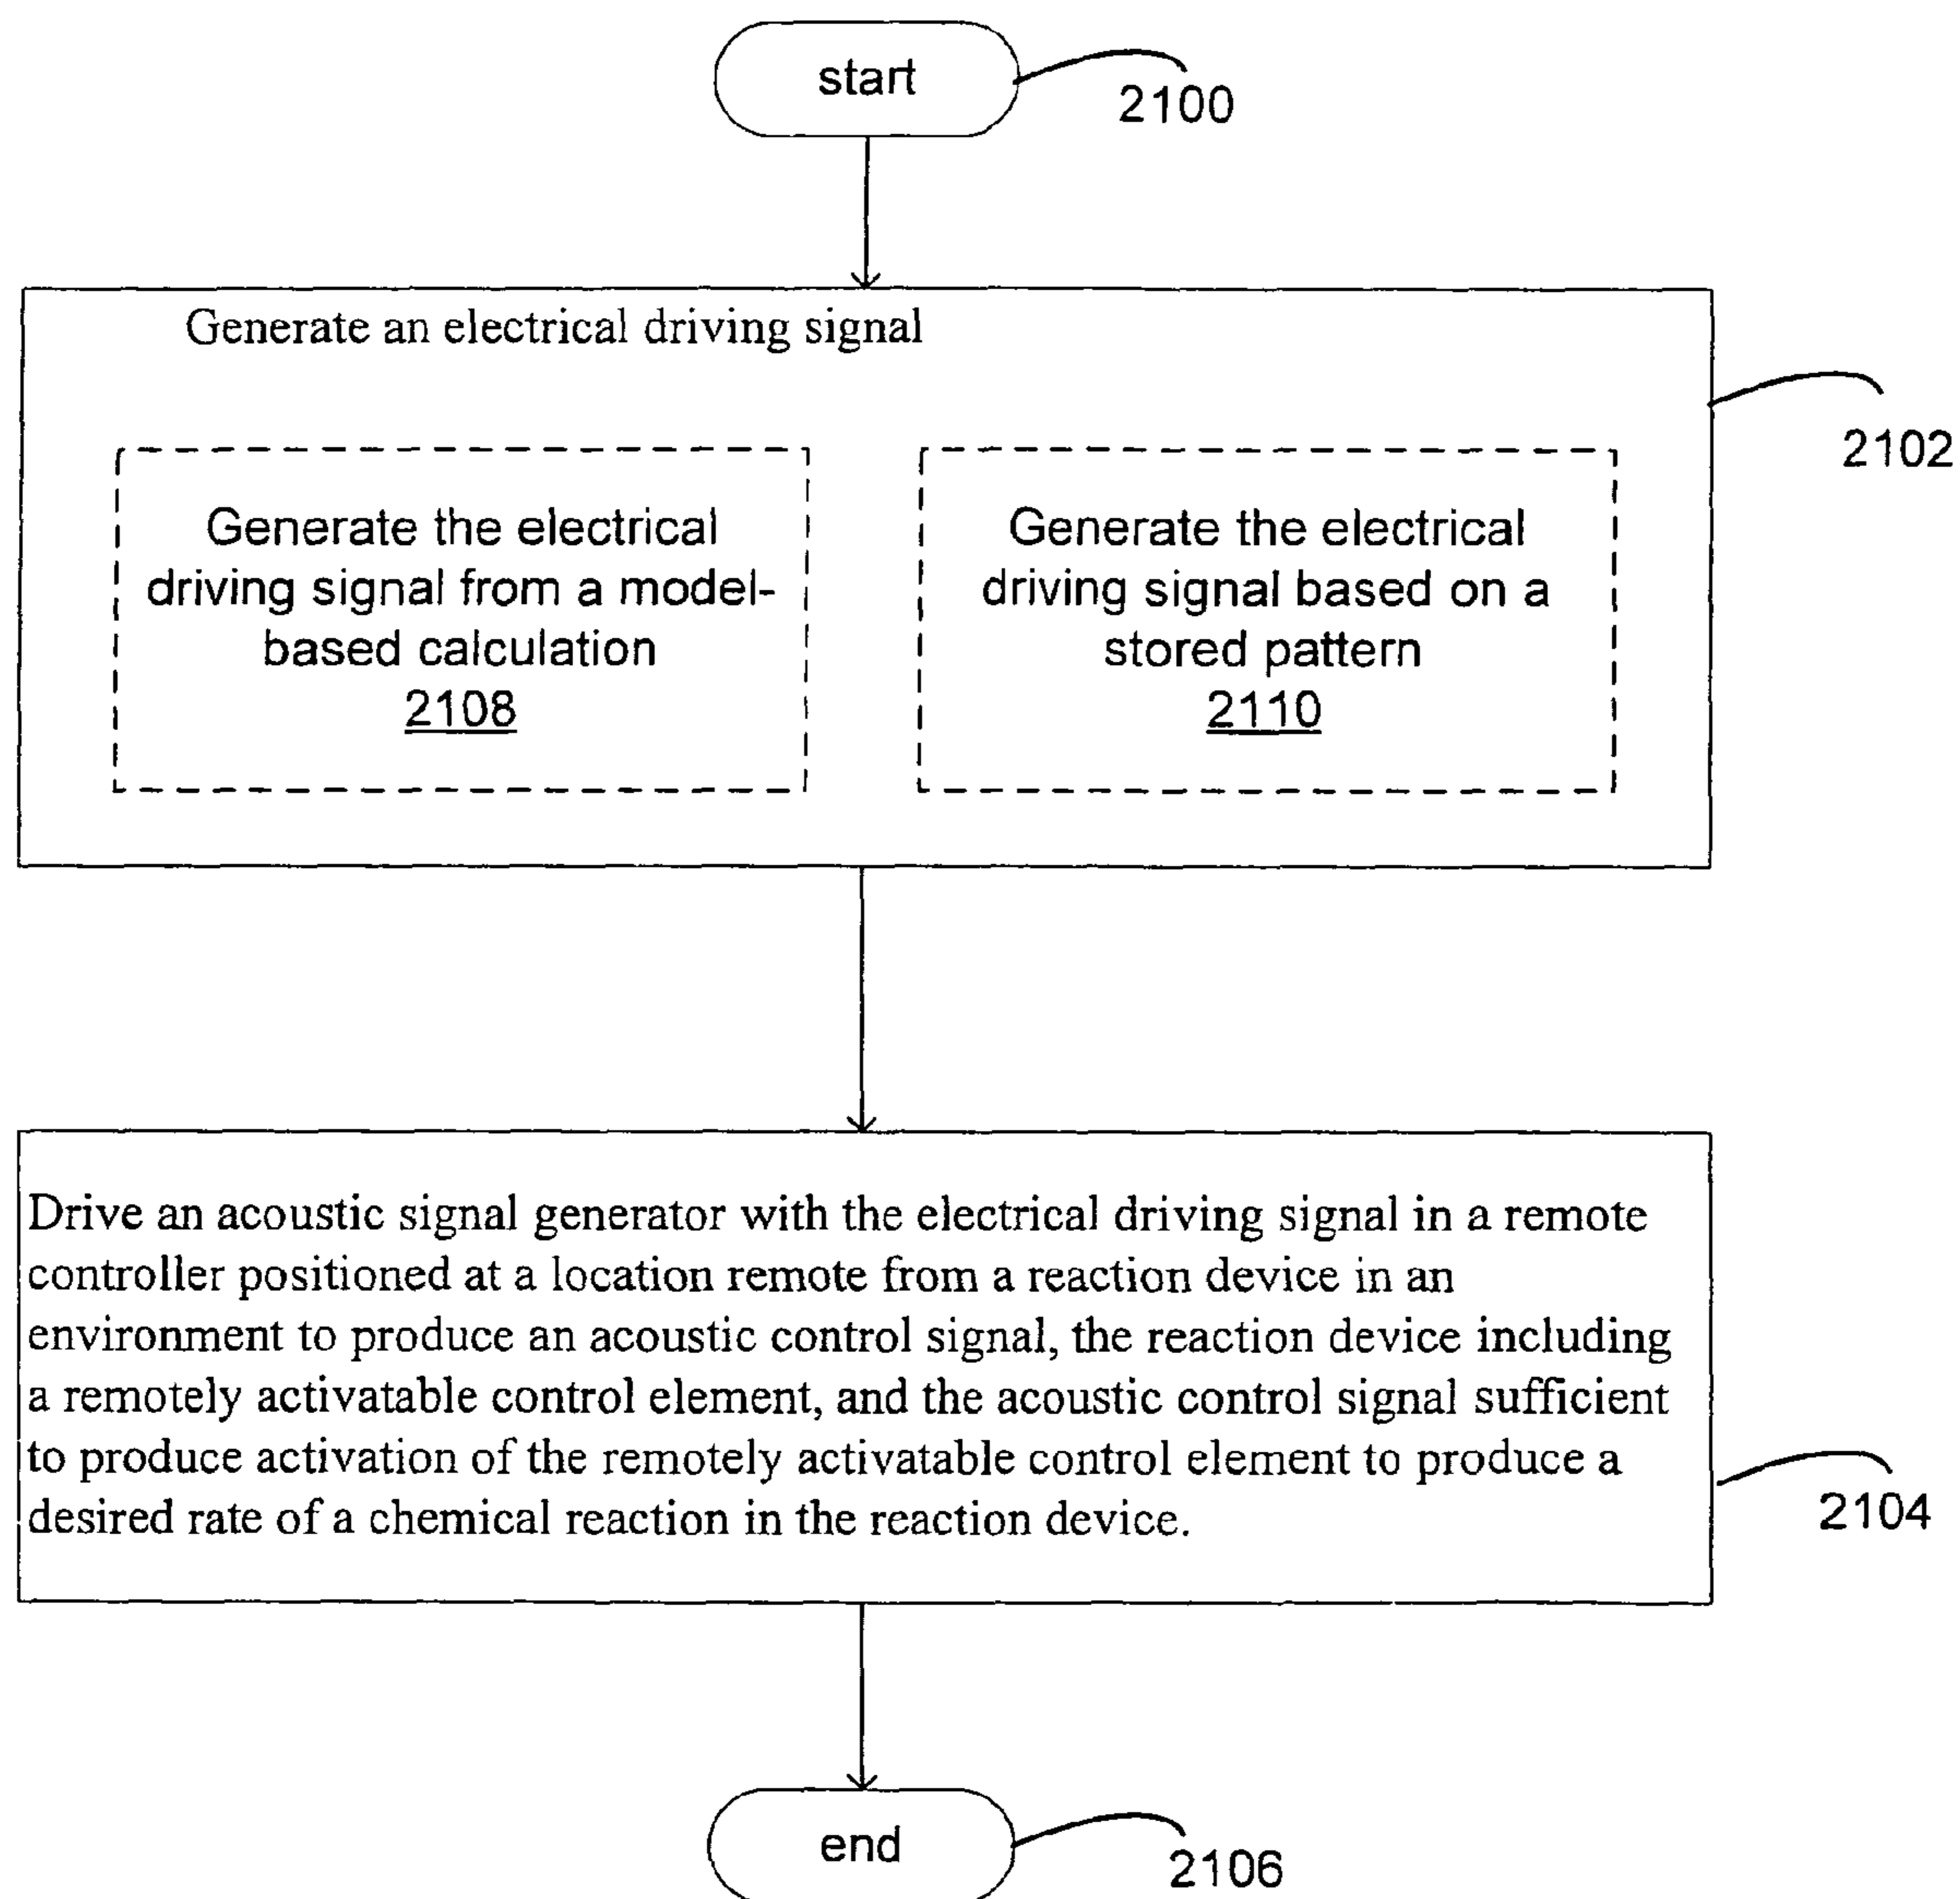 start
2100
Generate an electrical driving signal
2102
Generate the electrical
driving signal from a model-
based calculation
2108
Generate the electrical
driving signal based on a
stored pattern
2110
Drive an acoustic signal generator with the electrical driving signal in a remote
controller positioned at a location remote from a reaction device in an
environment to produce an acoustic control signal, the reaction device including
a remotely activatable control element, and the acoustic control signal sufficient
to produce activation of the remotely activatable control element to produce a
desired rate of a chemical reaction in the reaction device.
2104
end
2106